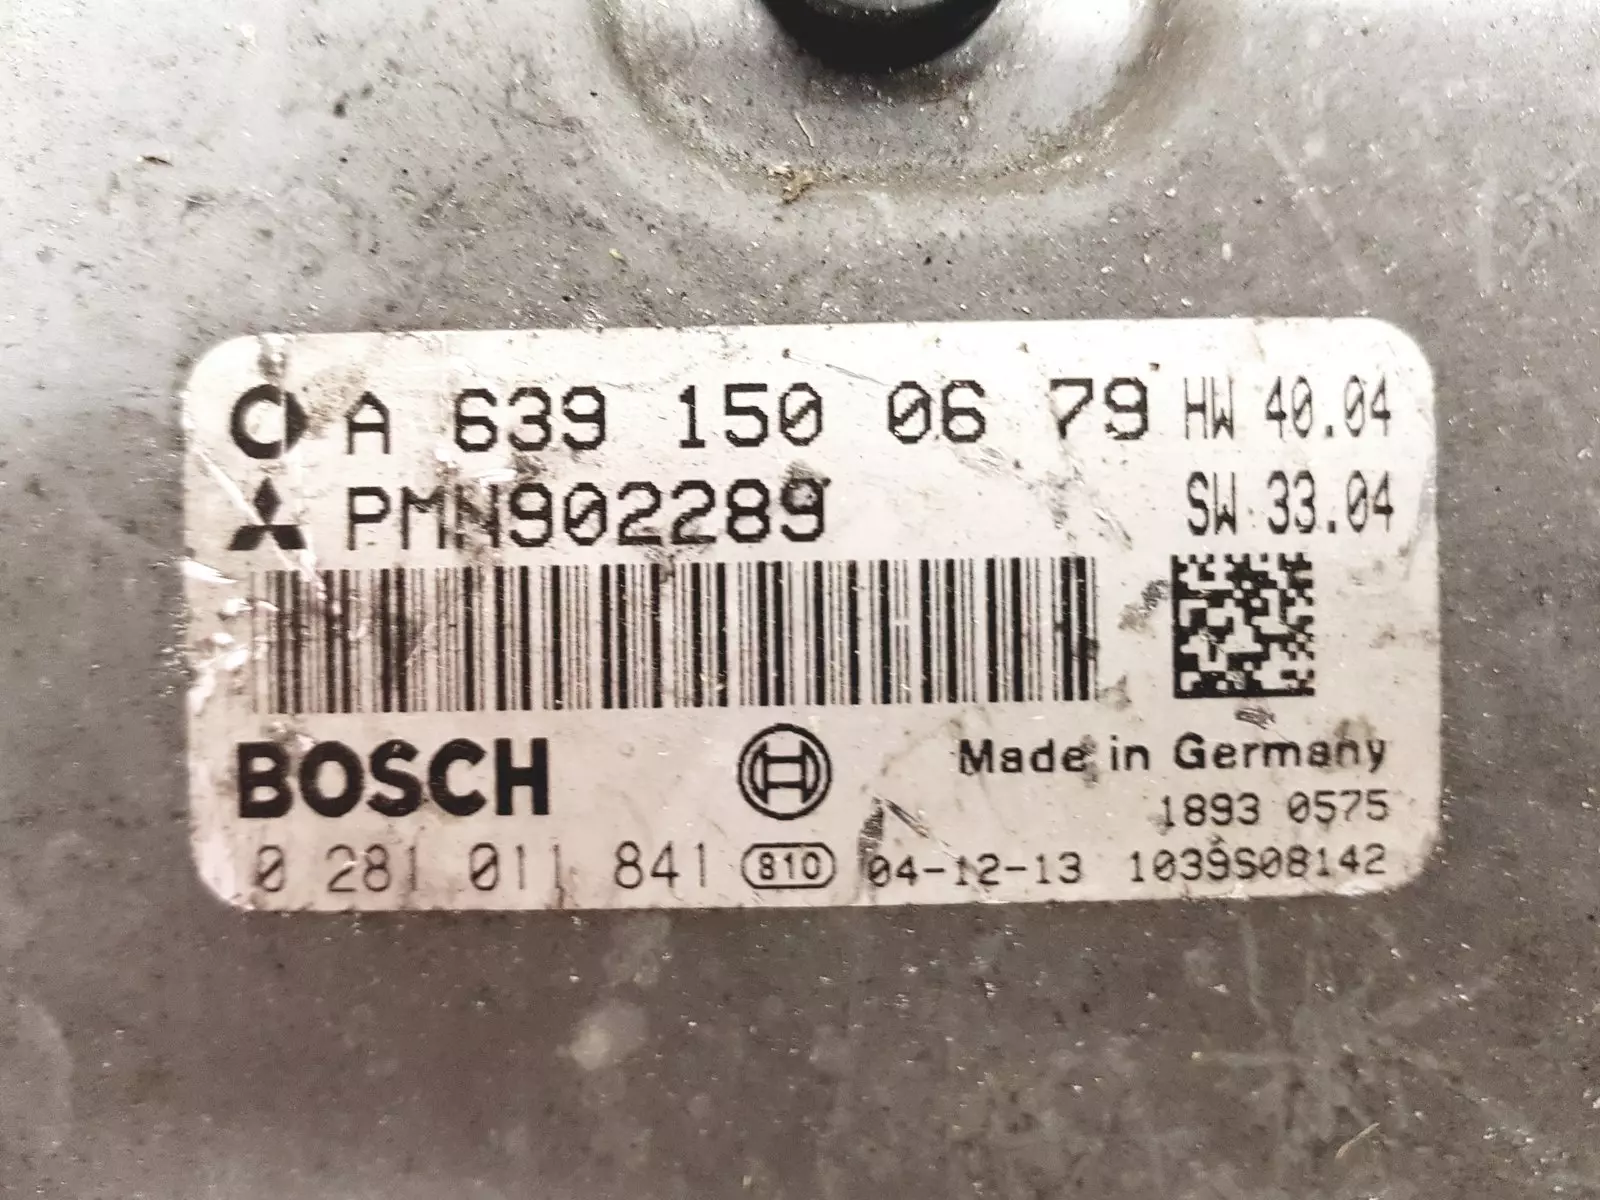 A 639 150 06 79 HW 40.04
PMN902289 SW 33.04
BOSCH Made in Germany
1893 0575
0 281 011 841 810 04-12-13 1039S08142